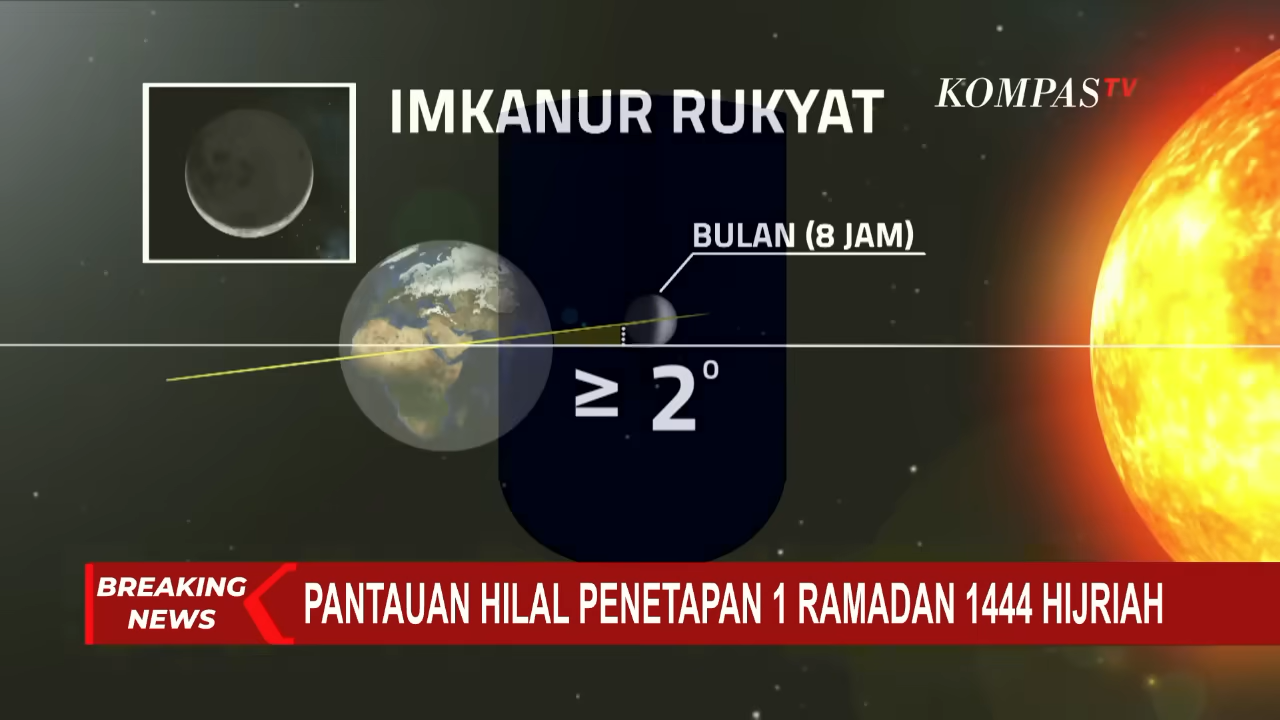 IMKANUR RUKYAT
KOMPASTV
BULAN (8 JAM)
≥ 2°
BREAKING
NEWS
PANTAUAN HILAL PENETAPAN 1 RAMADAN 1444 HIJRIAH